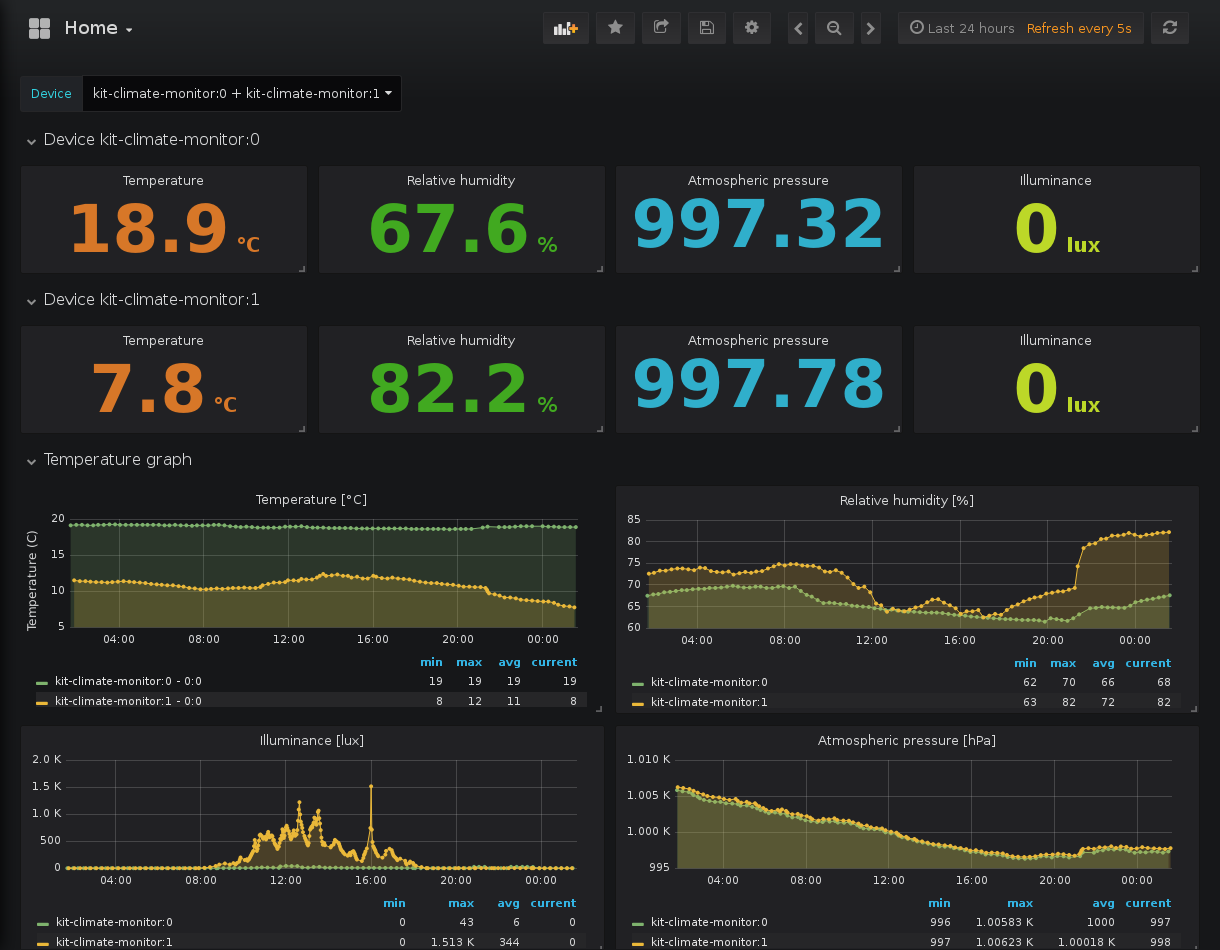 Home
Last 24 hours Refresh every 5s
Device kit-climate-monitor:0 + kit-climate-monitor:1
Device kit-climate-monitor:0
Temperature
18.9 °C
Relative humidity
67.6 %
Atmospheric pressure
997.32
Illuminance
0 lux
Device kit-climate-monitor:1
Temperature
7.8 °C
Relative humidity
82.2 %
Atmospheric pressure
997.78
Illuminance
0 lux
Temperature graph
Temperature [°C]
Temperature (C)
20
15
10
5
04:00 08:00 12:00 16:00 20:00 00:00
min max avg current
kit-climate-monitor:0 - 0:0 19 19 19 19
kit-climate-monitor:1 - 0:0 8 12 11 8
Relative humidity [%]
85
80
75
70
65
60
04:00 08:00 12:00 16:00 20:00 00:00
min max avg current
kit-climate-monitor:0 62 70 66 68
kit-climate-monitor:1 63 82 72 82
Illuminance [lux]
2.0 K
1.5 K
1.0 K
500
0
04:00 08:00 12:00 16:00 20:00 00:00
min max avg current
kit-climate-monitor:0 0 43 6 0
kit-climate-monitor:1 0 1.513 K 344 0
Atmospheric pressure [hPa]
1.010 K
1.005 K
1.000 K
995
04:00 08:00 12:00 16:00 20:00 00:00
min max avg current
kit-climate-monitor:0 996 1.00583 K 1000 997
kit-climate-monitor:1 997 1.00623 K 1.00018 K 998